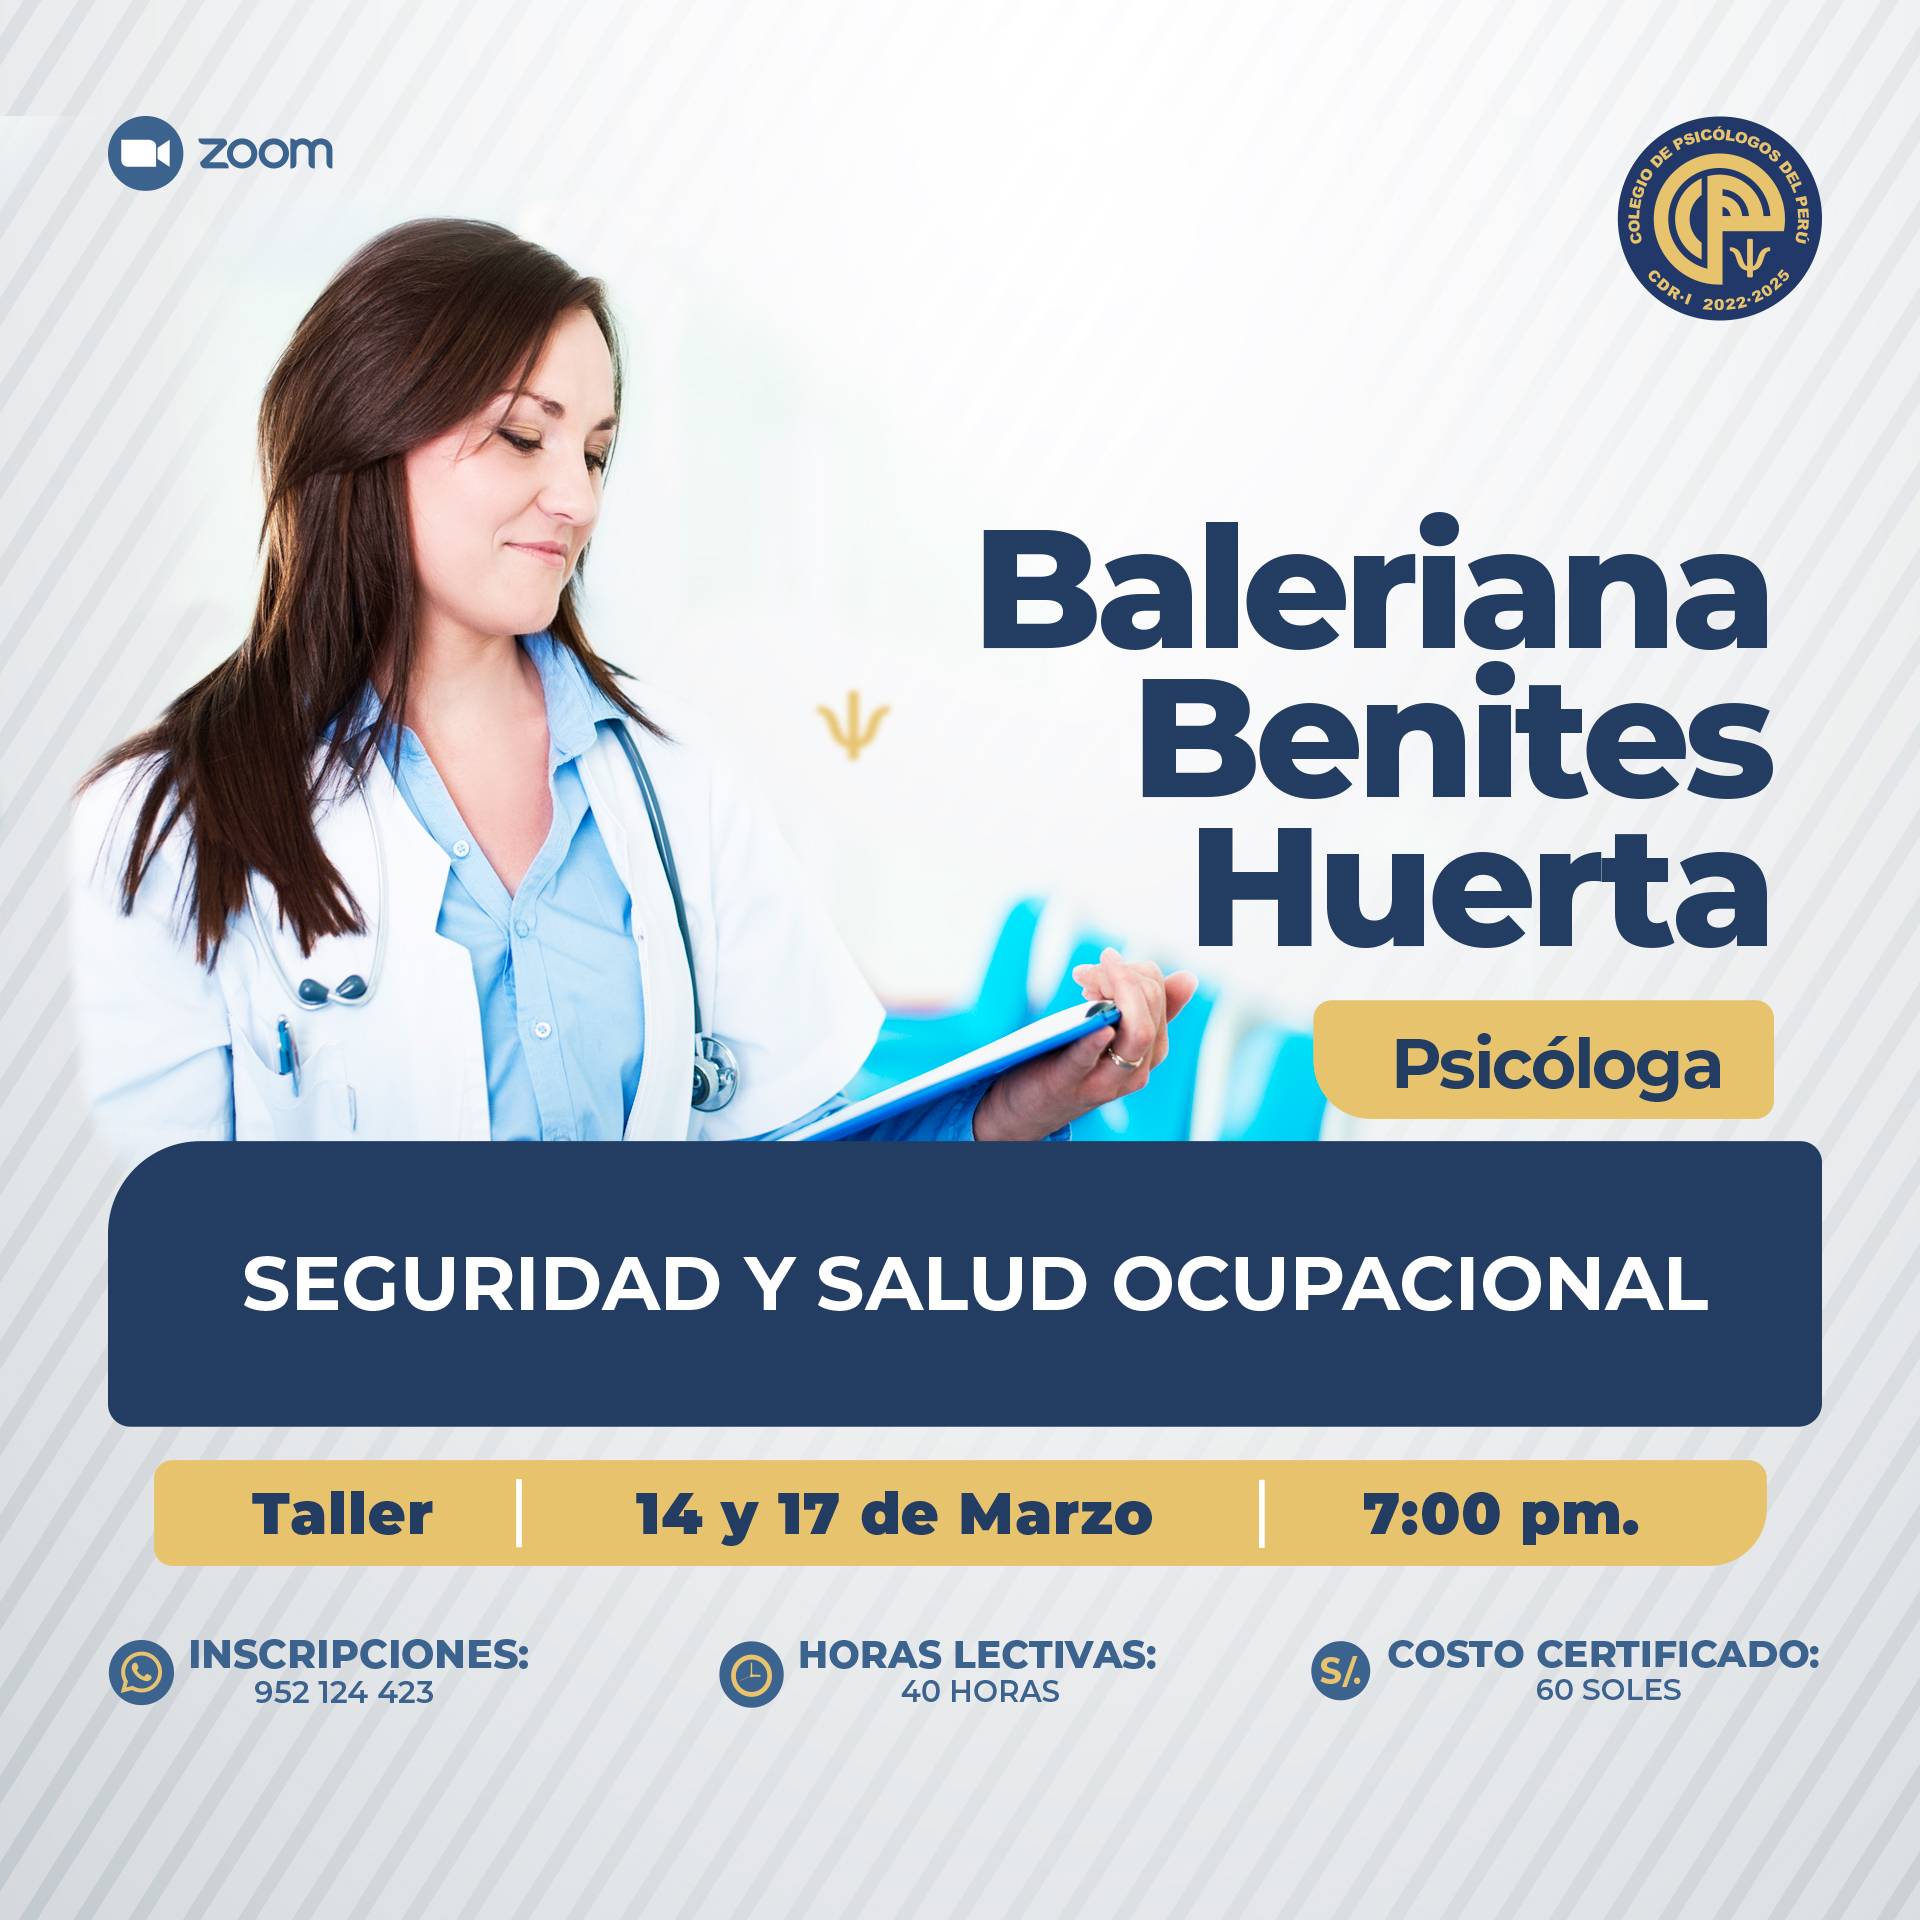 zoom
COLEGIO DE PSICÓLOGOS DEL PERÚ
CDR-I 2022-2025
Baleriana
Benites
Huerta
Psicóloga
SEGURIDAD Y SALUD OCUPACIONAL
Taller | 14 y 17 de Marzo | 7:00 pm.
INSCRIPCIONES:
952 124 423
HORAS LECTIVAS:
40 HORAS
S/.
COSTO CERTIFICADO:
60 SOLES